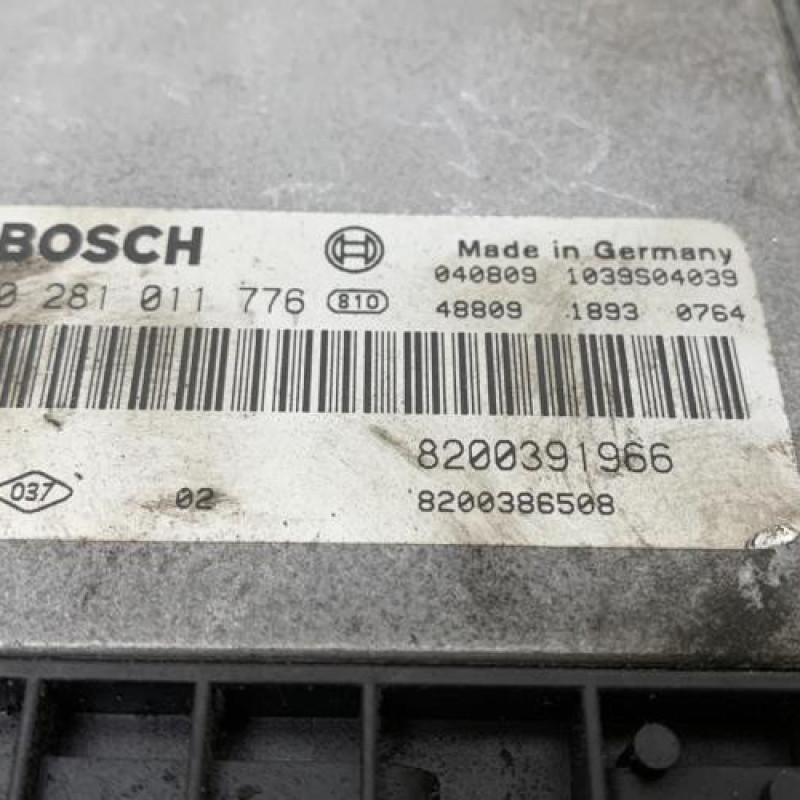 BOSCH
Made in Germany
040809 1039S04039
0 281 011 776 810
48809 1893 0764
8200391966
037 02 8200386508